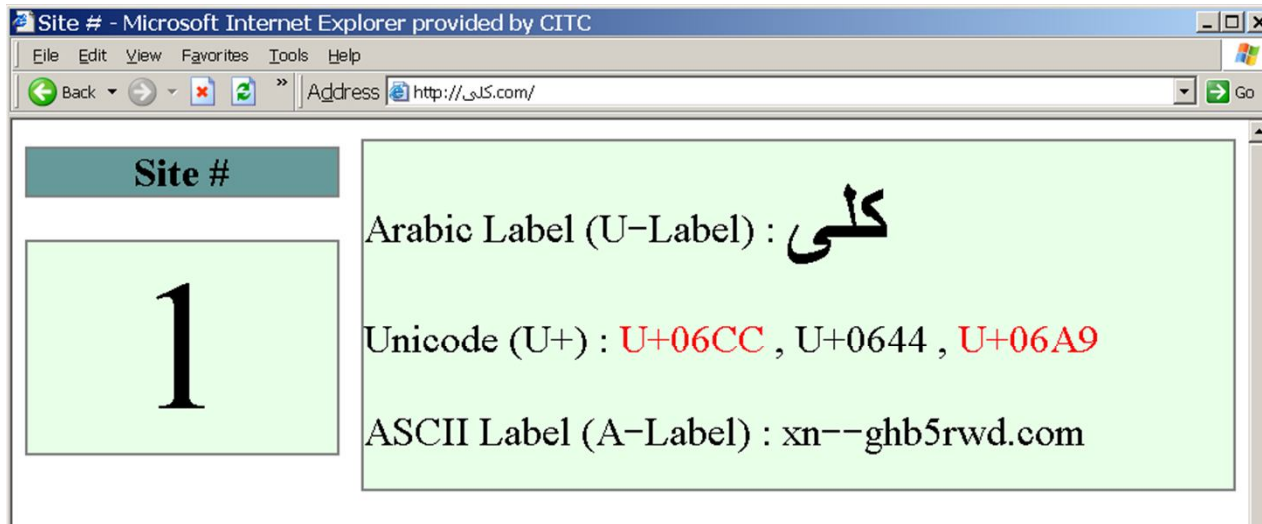 Site # - Microsoft Internet Explorer provided by CITC
File Edit View Favorites Tools Help
Back » Address http://کلی.com/ Go
Site #
1
Arabic Label (U-Label) : کلی
Unicode (U+) : U+06CC , U+0644 , U+06A9
ASCII Label (A-Label) : xn--ghb5rwd.com